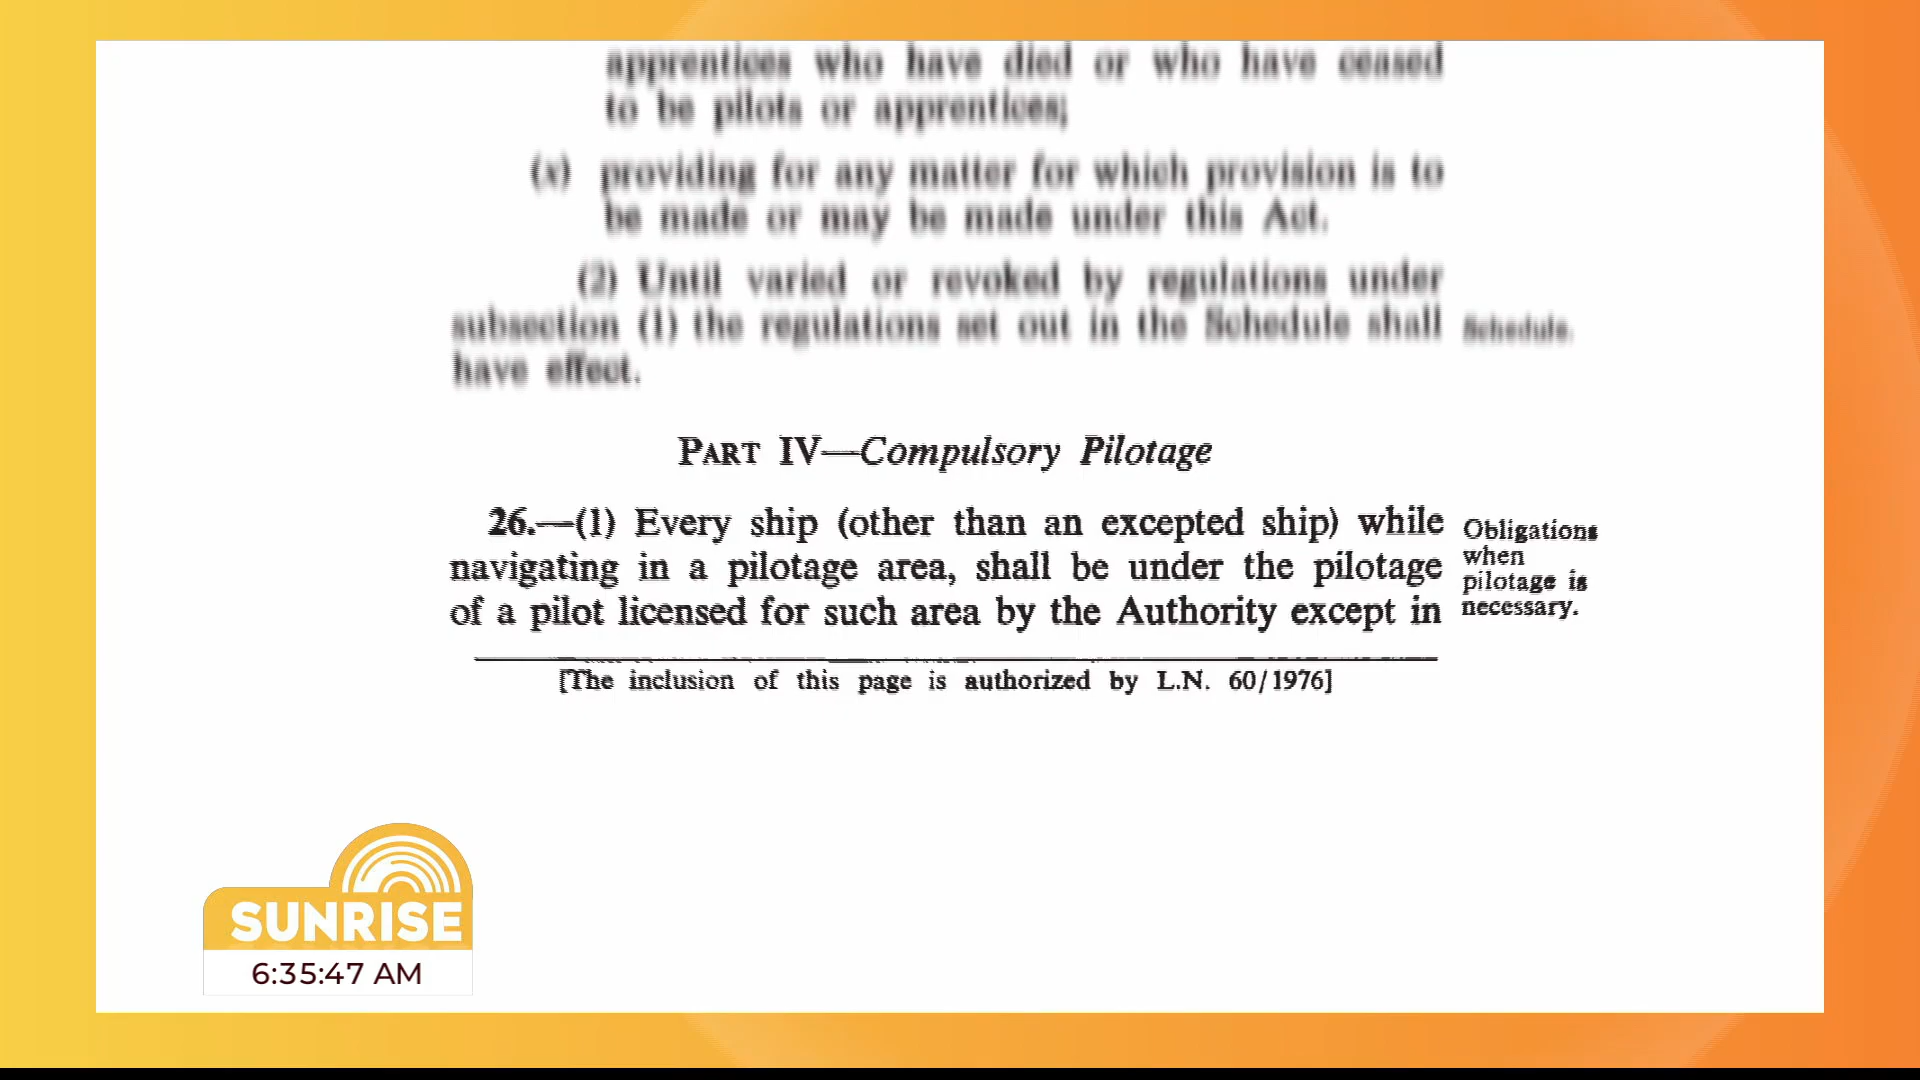 apprentices who have died or who have ceased
to be pilots or apprentices;
(x) providing for any matter for which provision is to
be made or may be made under this Act.
(2) Until varied or revoked by regulations under
subsection (1) the regulations set out in the Schedule shall
Schedule.
have effect.
PART IV—Compulsory Pilotage
26.—(1) Every ship (other than an excepted ship) while
navigating in a pilotage area, shall be under the pilotage
of a pilot licensed for such area by the Authority except in
Obligations
when
pilotage is
necessary.
[The inclusion of this page is authorized by L.N. 60/1976]
SUNRISE
6:35:47 AM